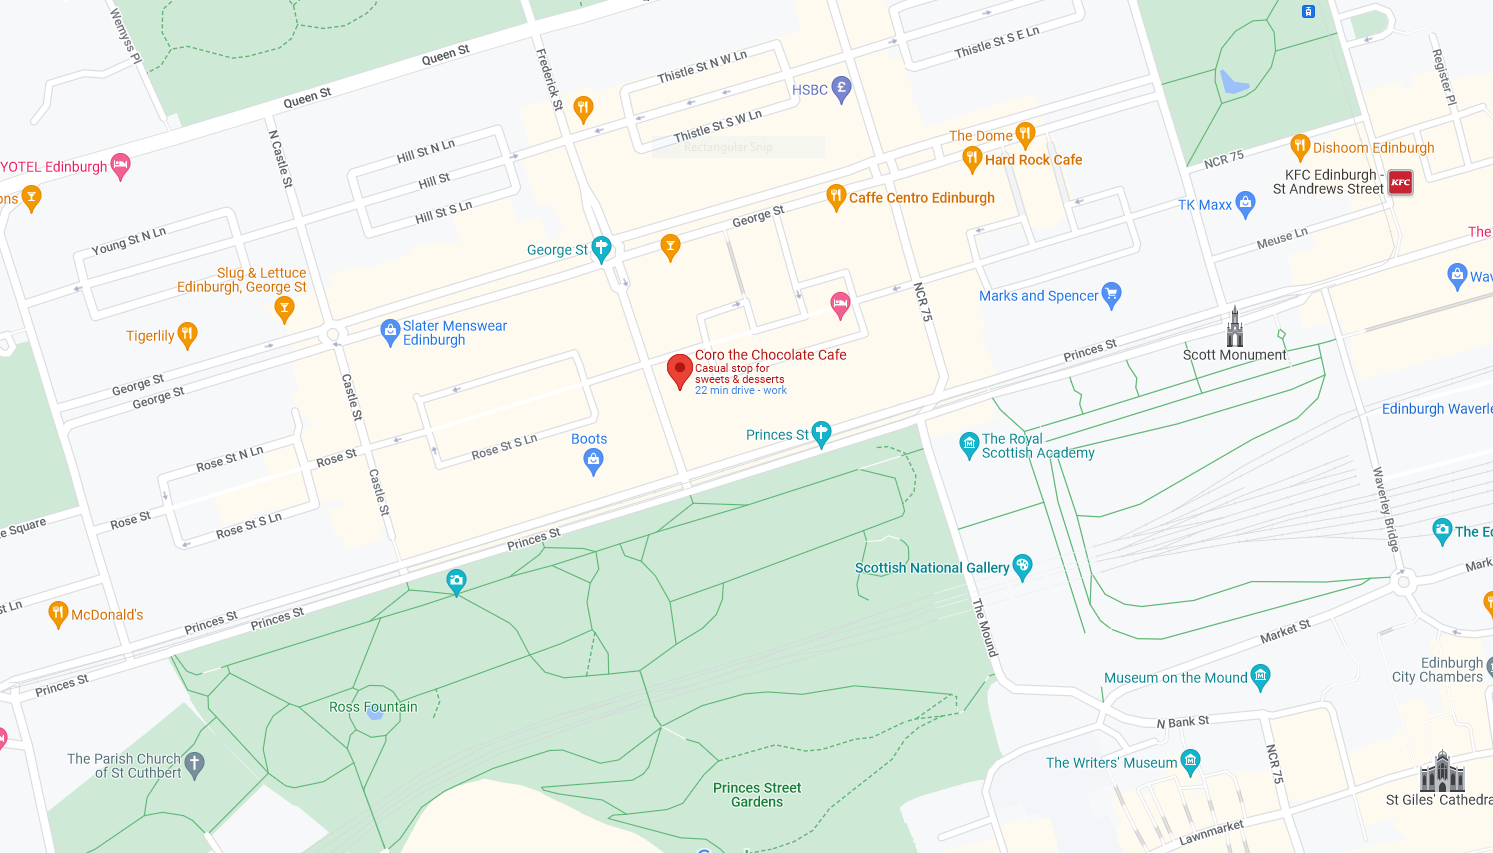 Wemyss Pl
Queen St
Queen St
Frederick St
Thistle St N W Ln
Thistle St S E Ln
Thistle St S W Ln
HSBC
£
Register Pl
The Dome
Hard Rock Cafe
NCR 75
Dishoom Edinburgh
KFC Edinburgh -
St Andrews Street
KFC
TK Maxx
Rectangular Snip
YOTEL Edinburgh
ons
N Castle St
Hill St N Ln
Hill St
Hill St S Ln
Young St N Ln
Caffe Centro Edinburgh
George St
George St
Meuse Ln
The
Wav
Slug & Lettuce
Edinburgh, George St
Tigerlily
Slater Menswear
Edinburgh
NCR 75
Marks and Spencer
Scott Monument
Princes St
Coro the Chocolate Cafe
Casual stop for
sweets & desserts
22 min drive - work
George St
George St
Castle St
Edinburgh Waverle
Boots
Princes St
The Royal
Scottish Academy
Rose St N Ln
Rose St
Rose St S Ln
Castle St
Rose St
Rose St S Ln
e Square
Princes St
Waverley Bridge
The Ed
Scottish National Gallery
Mark
St Ln
McDonald's
Princes St
Princes St
The Mound
Market St
Edinburgh
City Chambers
Princes St
Ross Fountain
Museum on the Mound
N Bank St
The Parish Church
of St Cuthbert
The Writers' Museum
NCR 75
Princes Street
Gardens
St Giles' Cathedra
Lawnmarket